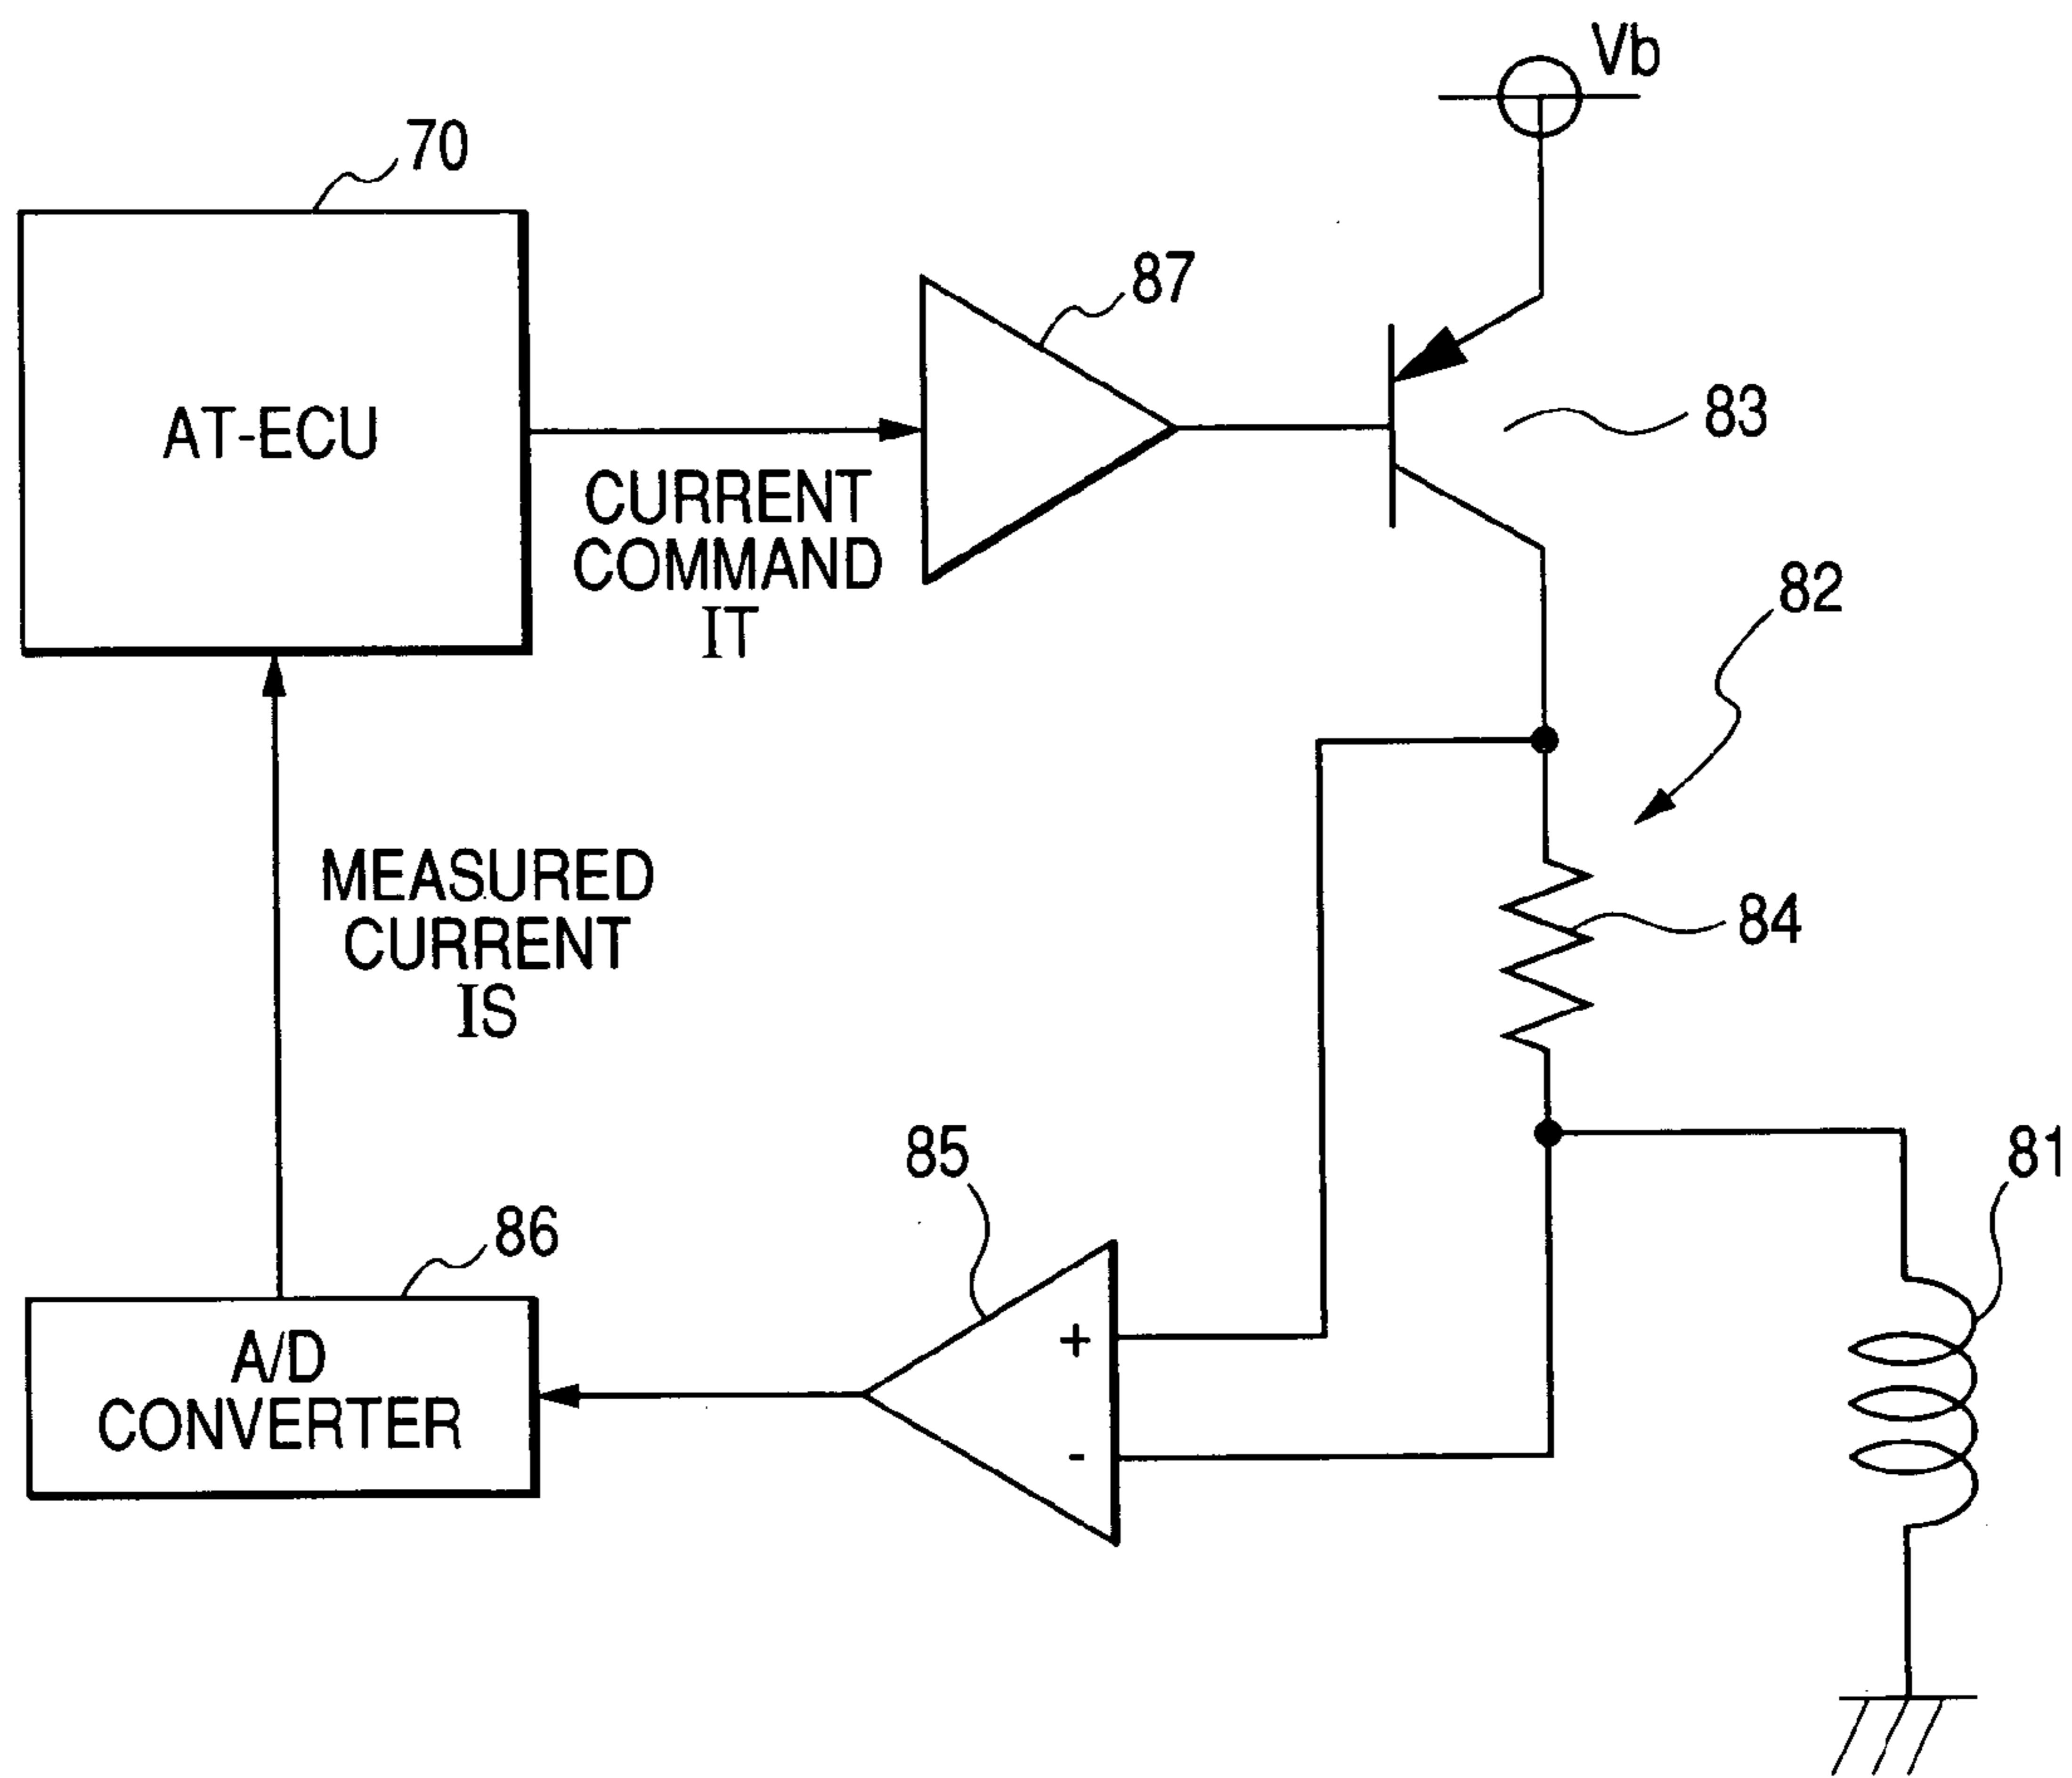 Vb
70
87
AT-ECU
83
CURRENT
COMMAND
IT
82
MEASURED
CURRENT
IS
84
85
81
86
A/D
CONVERTER
+
-